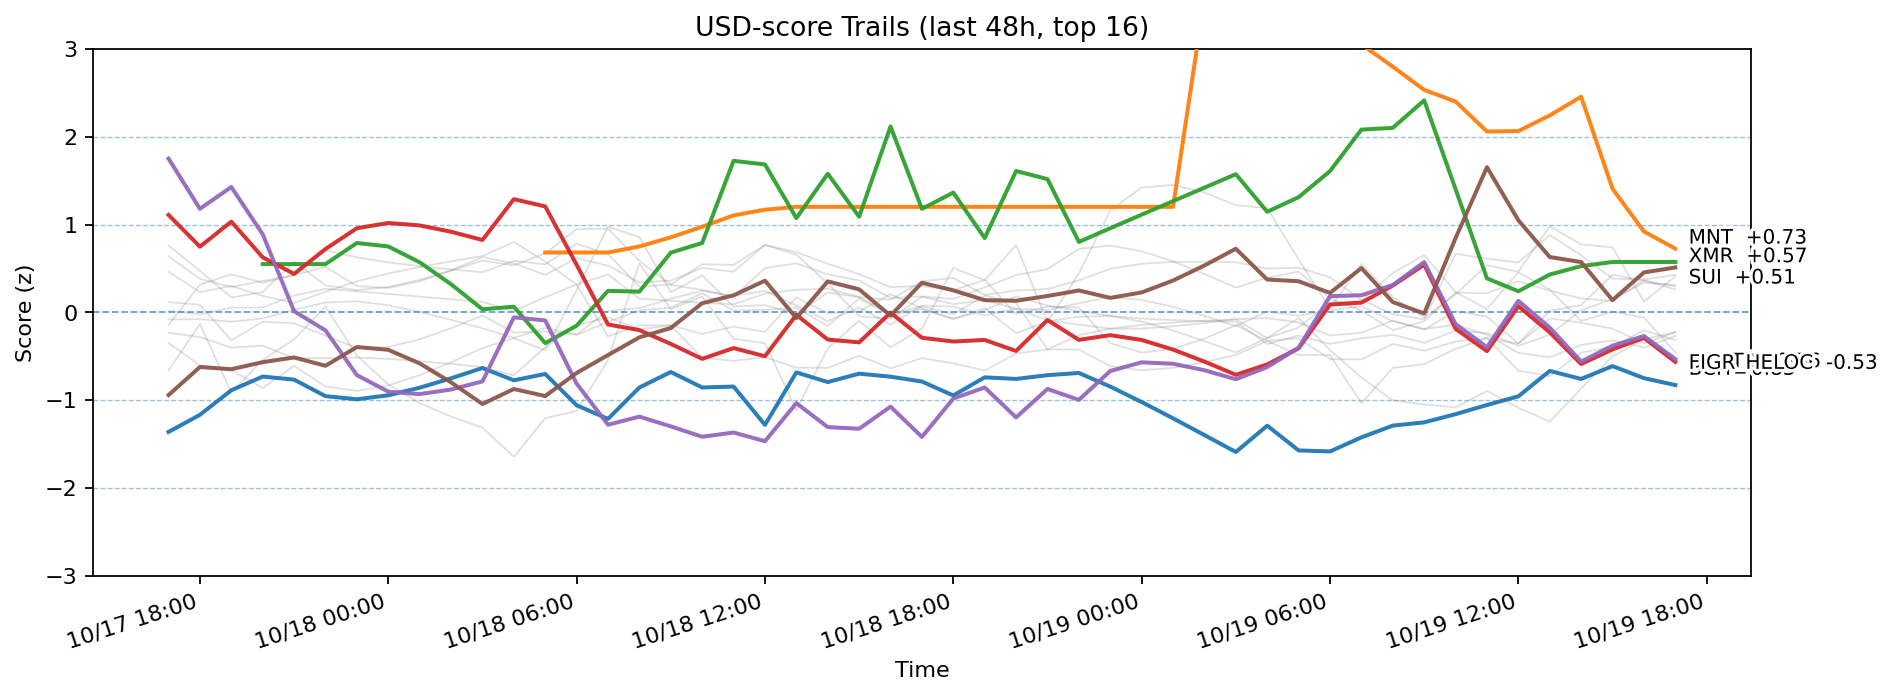 USD-score Trails (last 48h, top 16)
Score (z)
3
2
1
0
−1
−2
−3
MNT +0.73
XMR +0.57
SUI +0.51
FIGR_HELOC -0.53
10/17 18:00
10/18 00:00
10/18 06:00
10/18 12:00
10/18 18:00
10/19 00:00
10/19 06:00
10/19 12:00
10/19 18:00
Time